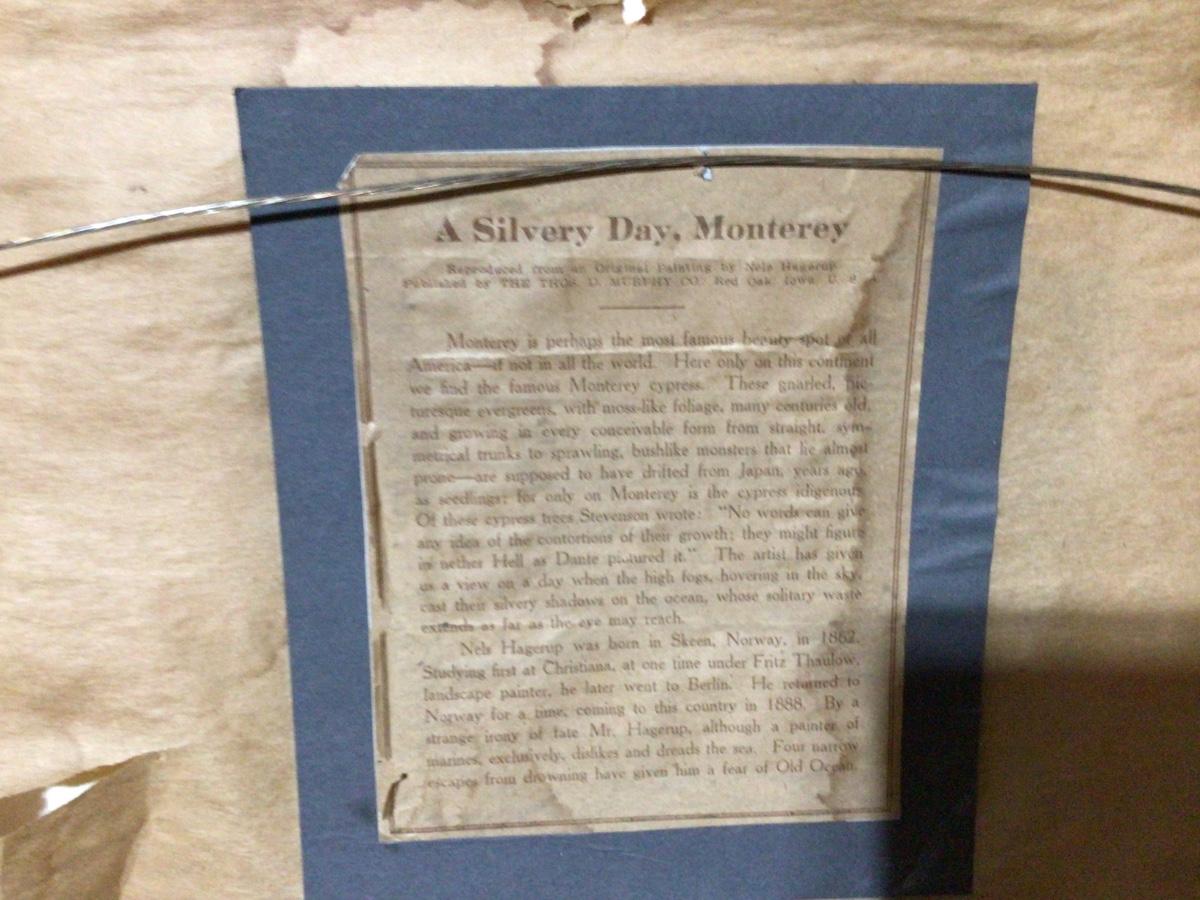 A Silvery Day, Monterey
Reproduced from an Original Painting by Nels Hagerup
Published by THE THOS. D. MURPHY CO. Red Oak, Iowa, U. S.
Monterey is perhaps the most famous beauty spot of all
America—if not in all the world. Here only on this continent
we find the famous Monterey cypress. These gnarled, pic-
turesque evergreens, with moss-like foliage, many centuries old,
and growing in every conceivable form from straight, sym-
metrical trunks to sprawling, bushlike monsters that lie almost
prone—are supposed to have drifted from Japan, years ago,
as seedlings; for only on Monterey is the cypress idigenous
Of these cypress trees Stevenson wrote: "No words can give
any idea of the contortions of their growth; they might figure
in nether Hell as Dante pictured it." The artist has given
us a view on a day when the high fogs, hovering in the sky,
cast their silvery shadows on the ocean, whose solitary waste
extends as far as the eye may reach.
Nels Hagerup was born in Skeen, Norway, in 1862.
Studying first at Christiana, at one time under Fritz Thaulow,
landscape painter, he later went to Berlin. He returned to
Norway for a time, coming to this country in 1888. By a
strange irony of fate Mr. Hagerup, although a painter of
marines, exclusively, dislikes and dreads the sea. Four narrow
escapes from drowning have given him a fear of Old Ocean.